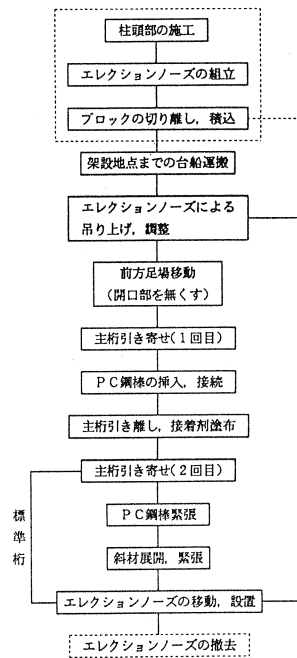 柱頭部の施工
エレクションノーズの組立
ブロックの切り離し，積込
架設地点までの台船運搬
エレクションノーズによる
吊り上げ，調整
前方足場移動
（開口部を無くす）
主桁引き寄せ（1回目）
PC鋼棒の挿入，接続
主桁引き離し，接着剤塗布
主桁引き寄せ（2回目）
PC鋼棒緊張
斜材展開，緊張
エレクションノーズの移動，設置
エレクションノーズの撤去
標準桁